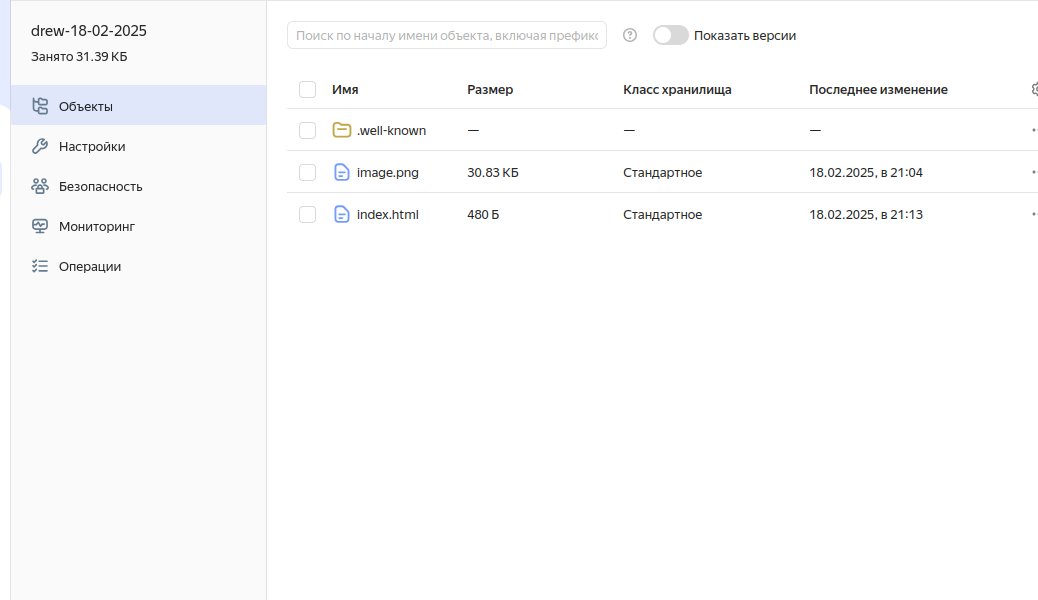 drew-18-02-2025
Занято 31.39 КБ
Объекты
Настройки
Безопасность
Мониторинг
Операции
Поиск по началу имени объекта, включая префикс
Показать версии
Имя Размер Класс хранилища Последнее изменение
.well-known — — —
image.png 30.83 КБ Стандартное 18.02.2025, в 21:04
index.html 480 Б Стандартное 18.02.2025, в 21:13